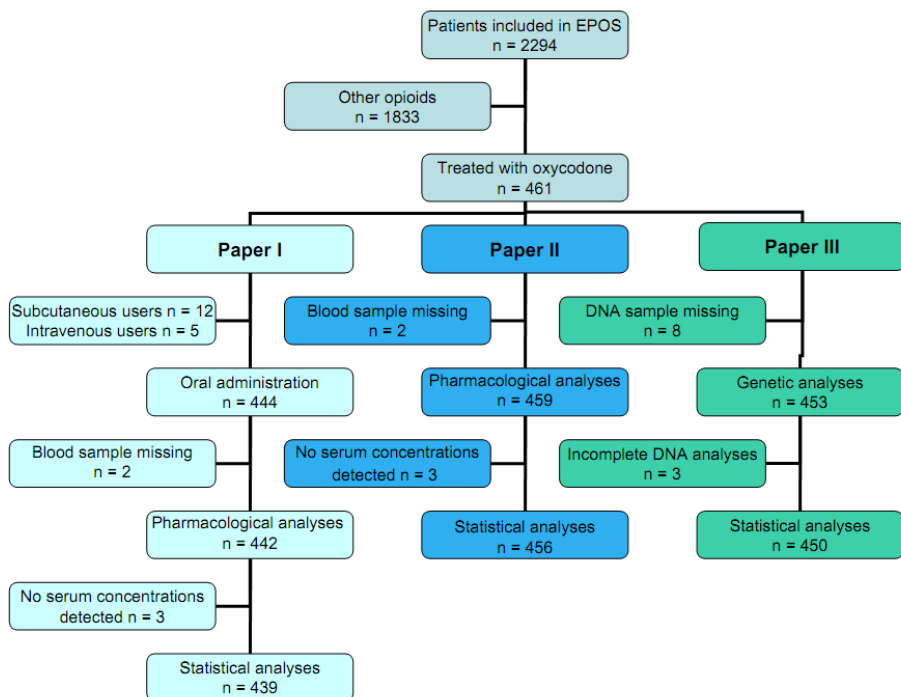 Patients included in EPOS
n = 2294
Other opioids
n = 1833
Treated with oxycodone
n = 461
Paper I
Subcutaneous users n = 12
Intravenous users n = 5
Oral administration
n = 444
Blood sample missing
n = 2
Pharmacological analyses
n = 442
No serum concentrations
detected n = 3
Statistical analyses
n = 439
Paper II
Blood sample missing
n = 2
Pharmacological analyses
n = 459
No serum concentrations
detected n = 3
Statistical analyses
n = 456
Paper III
DNA sample missing
n = 8
Genetic analyses
n = 453
Incomplete DNA analyses
n = 3
Statistical analyses
n = 450